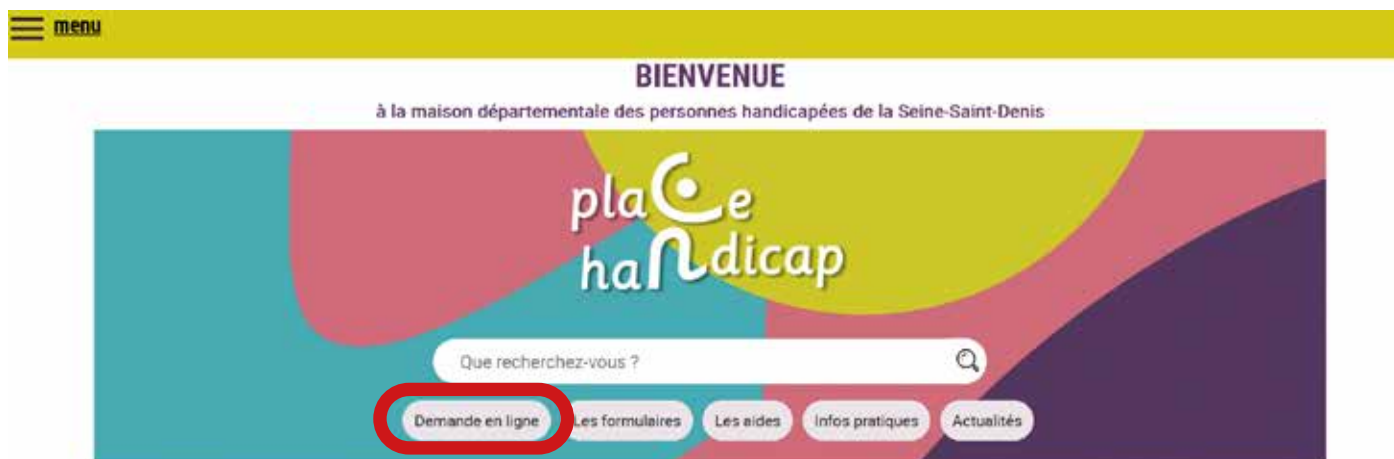 menu
BIENVENUE
à la maison départementale des personnes handicapées de la Seine-Saint-Denis
place
handicap
Que recherchez-vous ?
Demande en ligne Les formulaires Les aides Infos pratiques Actualités